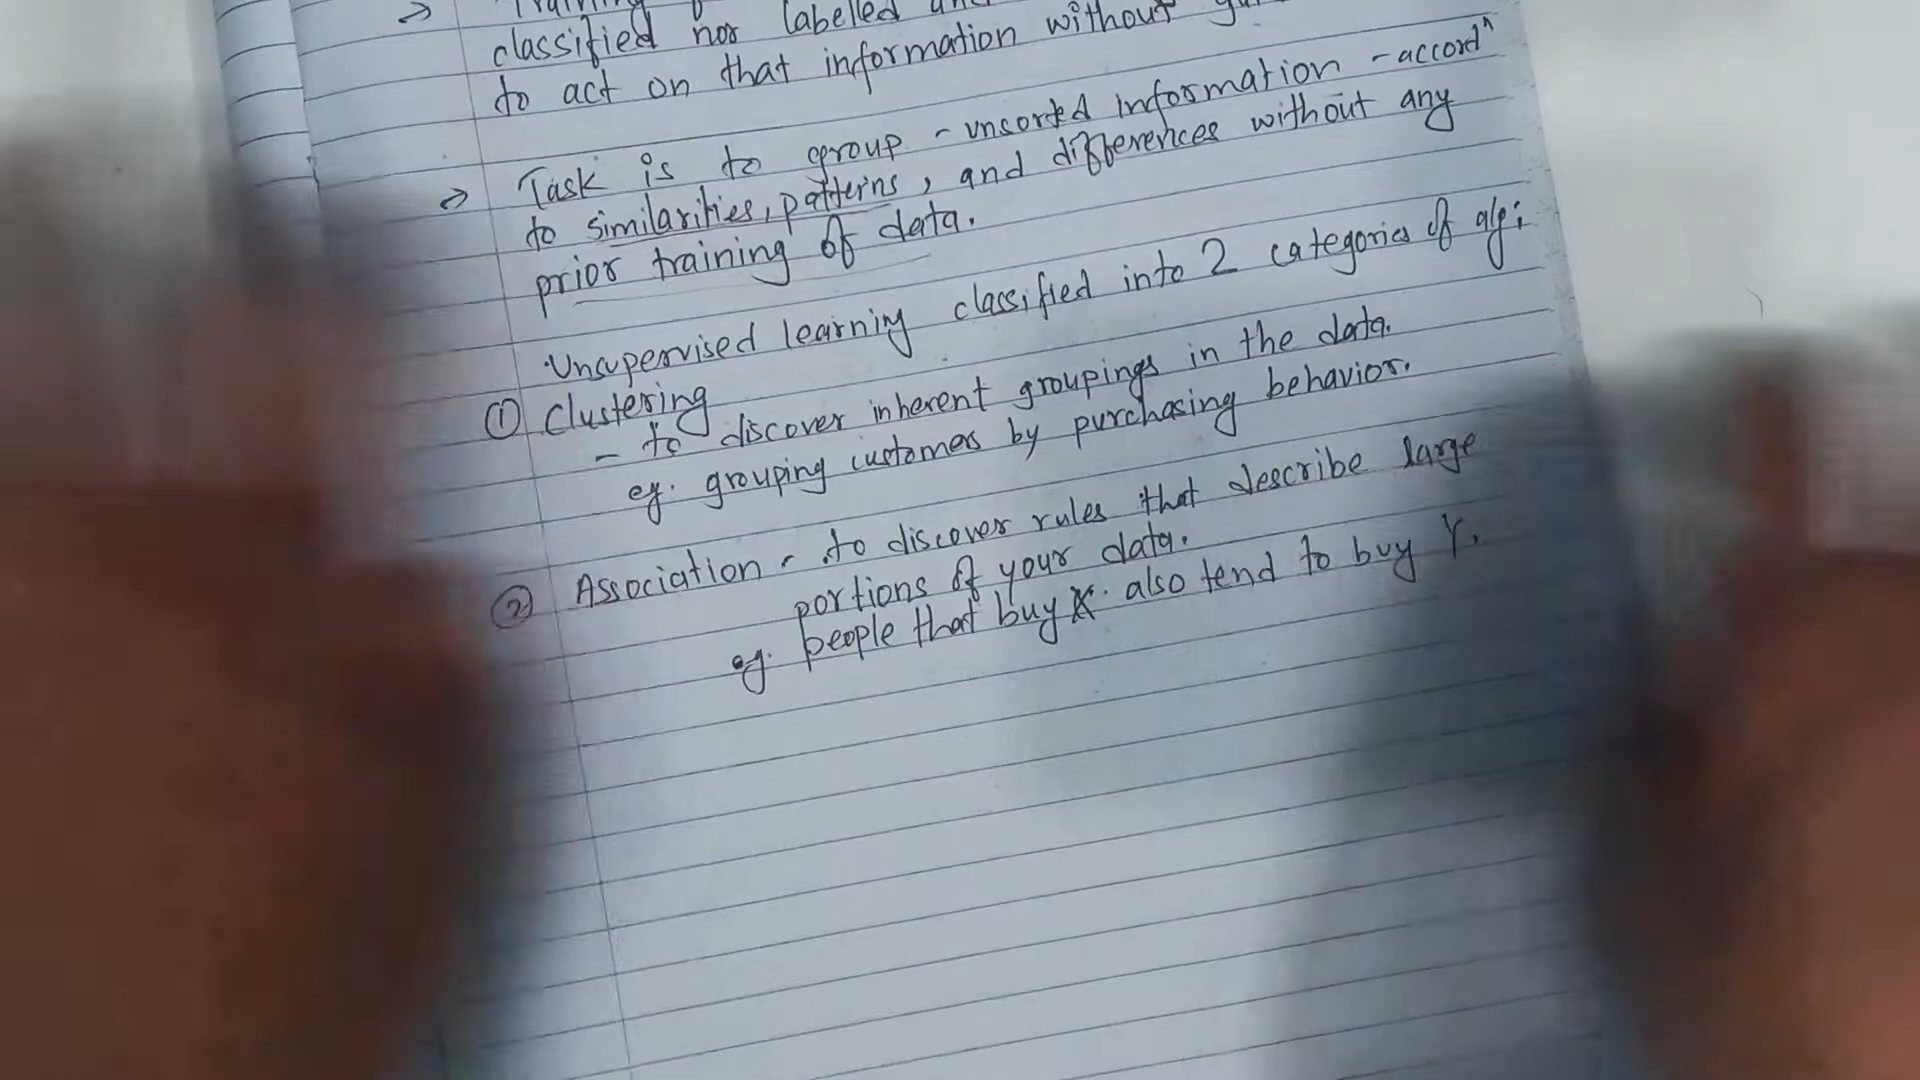 → Training
classified nor labelled and
to act on that information without
→ Task is to group - unsorted information - accordⁿ
to similarities, patterns, and differences without any
prior training of data.
Unsupervised learning classified into 2 categories of alg:
① Clustering
- to discover inherent groupings in the data.
eg. grouping customers by purchasing behavior.
② Association - to discover rules that describe large
portions of your data.
eg. people that buy X also tend to buy Y.